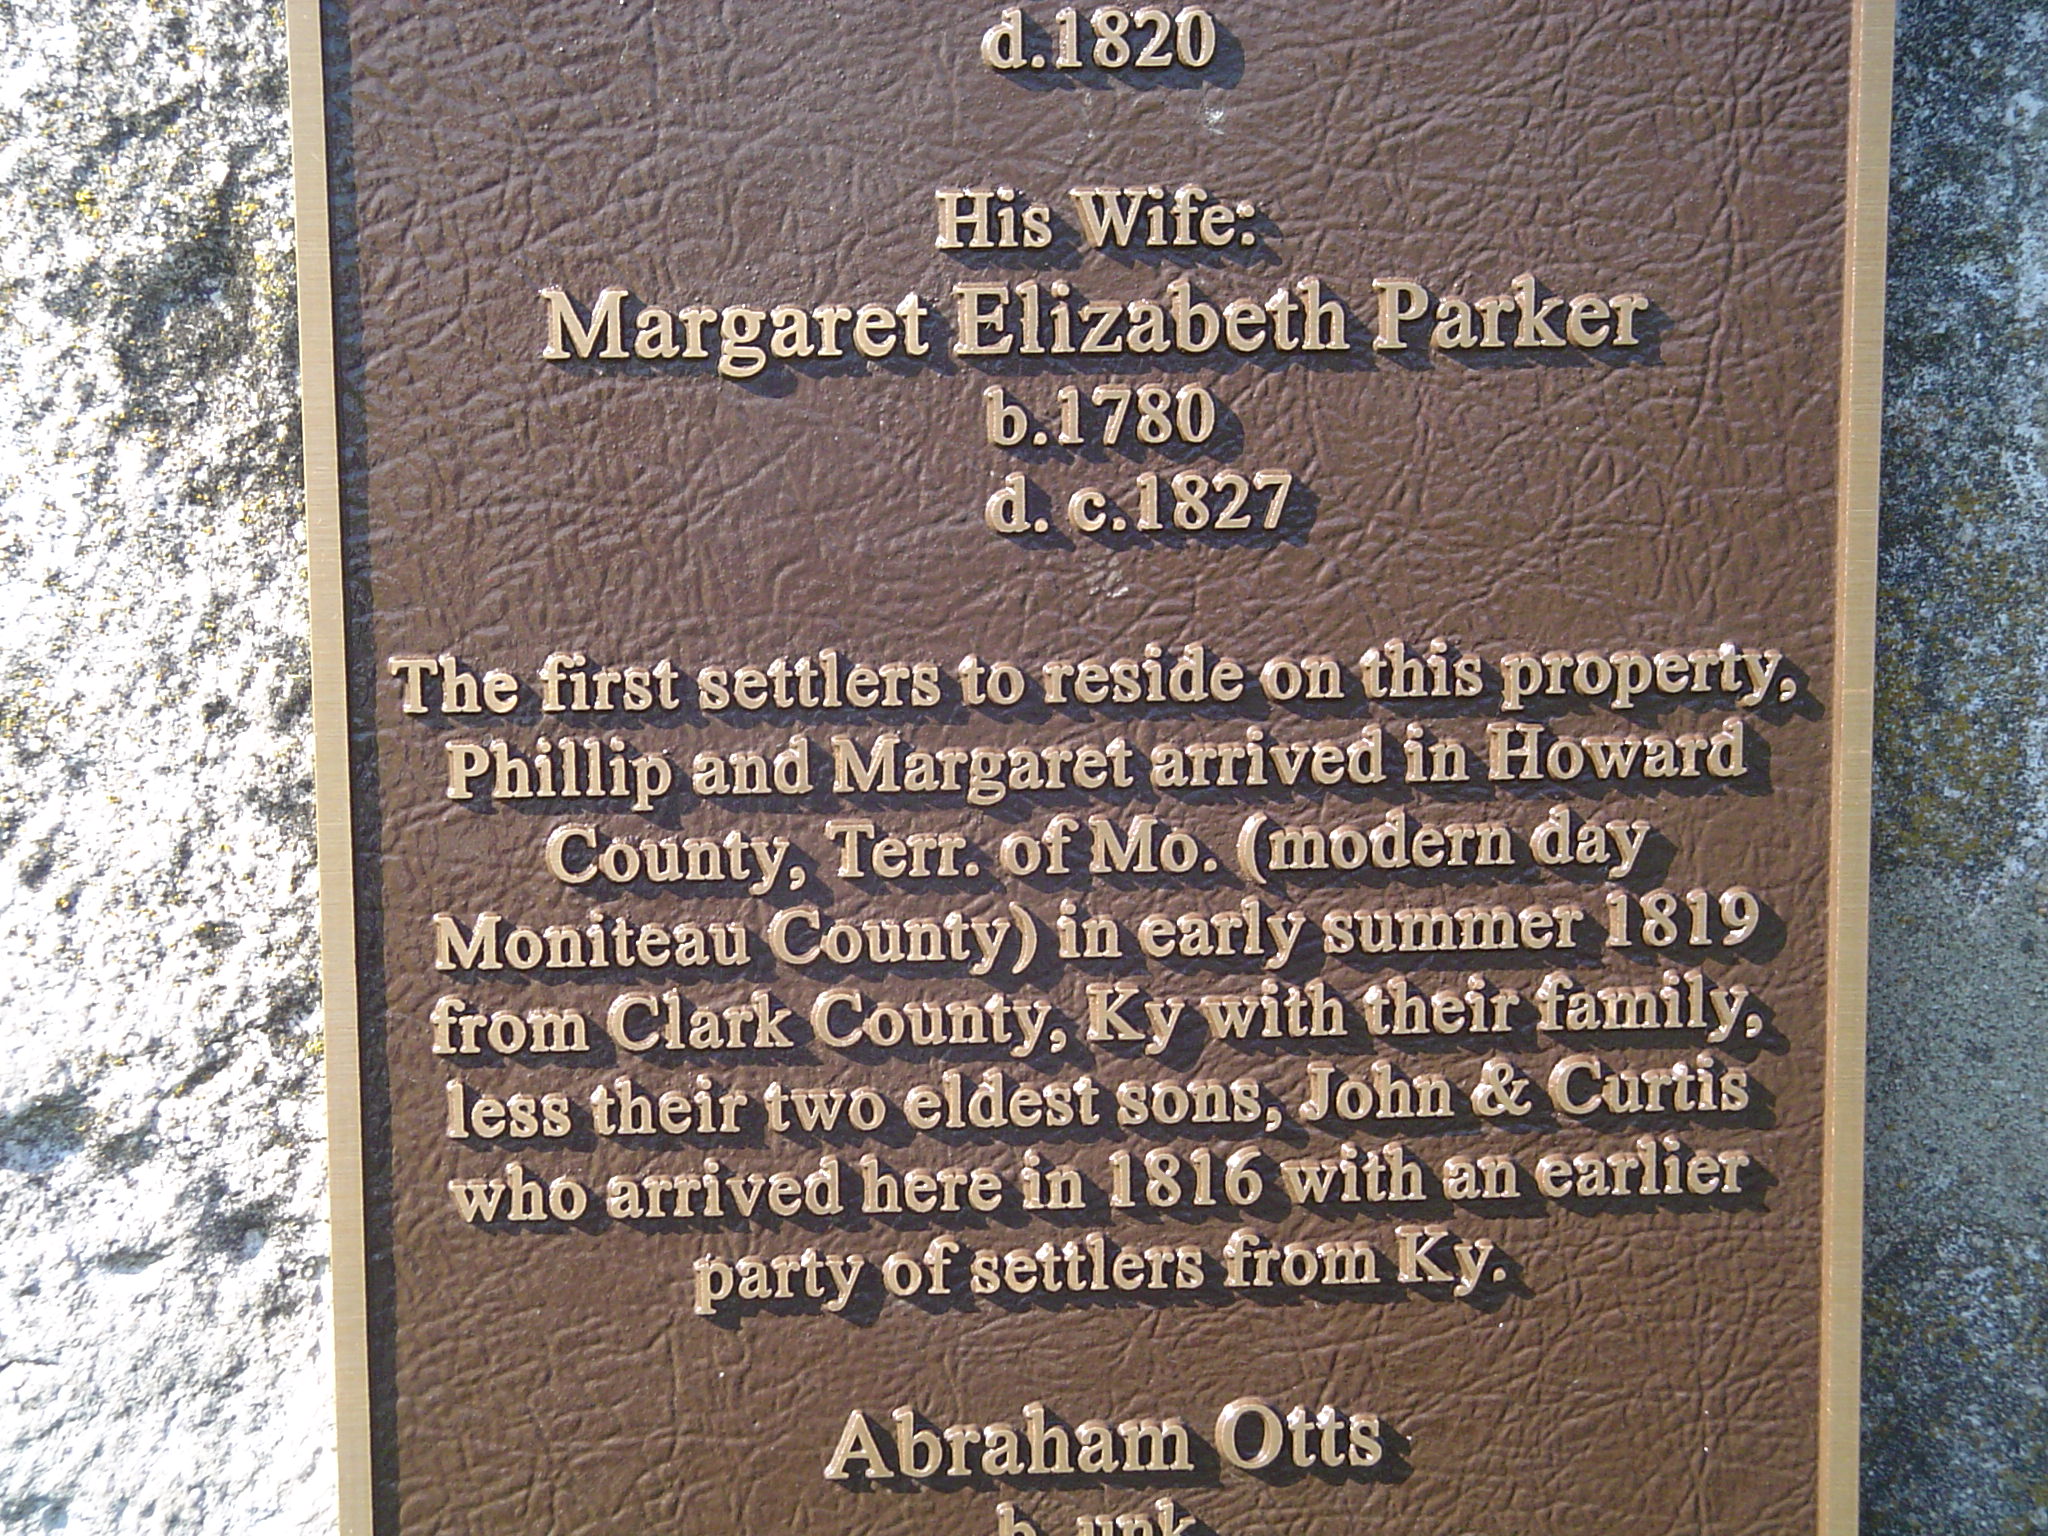 d.1820
His Wife:
Margaret Elizabeth Parker
b.1780
d. c.1827
The first settlers to reside on this property,
Phillip and Margaret arrived in Howard
County, Terr. of Mo. (modern day
Moniteau County) in early summer 1819
from Clark County, Ky with their family,
less their two eldest sons, John & Curtis
who arrived here in 1816 with an earlier
party of settlers from Ky.
Abraham Otts
b. unk